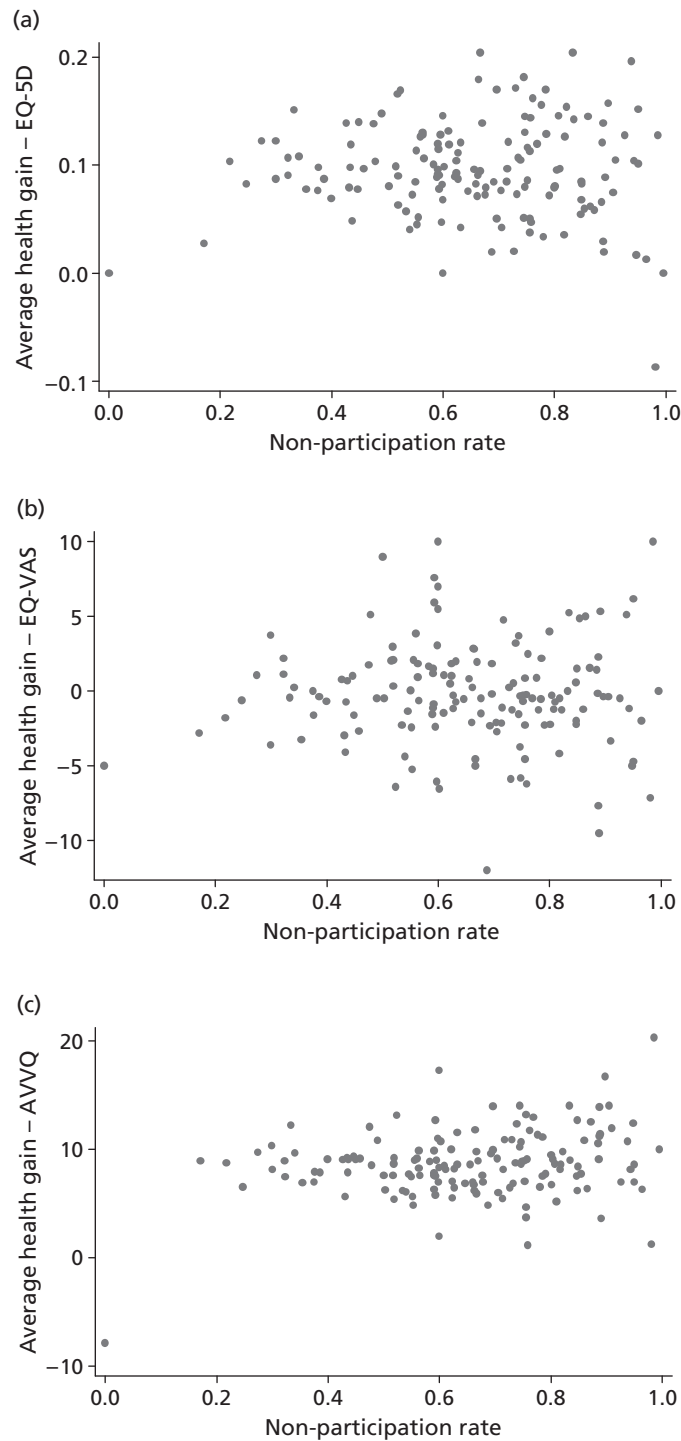 (a)
Average health gain – EQ-5D
0.2
0.1
0.0
–0.1
0.0 0.2 0.4 0.6 0.8 1.0
Non-participation rate
(b)
Average health gain – EQ-VAS
10
5
0
–5
–10
0.0 0.2 0.4 0.6 0.8 1.0
Non-participation rate
(c)
Average health gain – AVVQ
20
10
0
–10
0.0 0.2 0.4 0.6 0.8 1.0
Non-participation rate